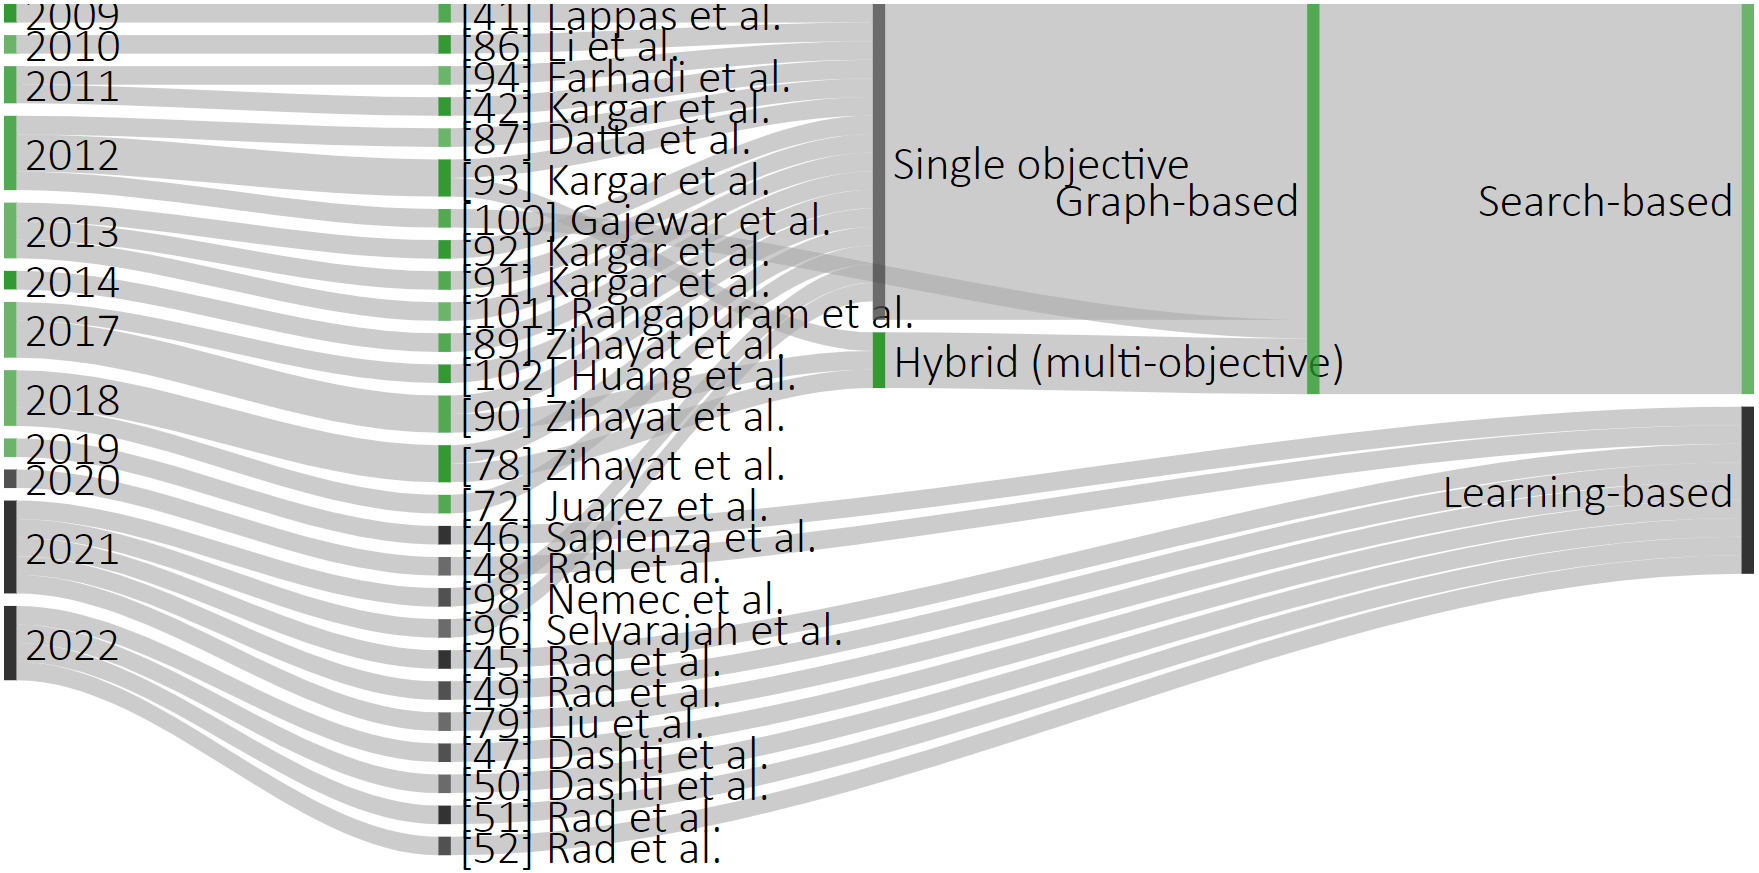 2009
2010
2011
2012
2013
2014
2017
2018
2019
2020
2021
2022
[41] Lappas et al.
[86] Li et al.
[94] Farhadi et al.
[42] Kargar et al.
[87] Datta et al.
[93] Kargar et al.
[100] Gajewar et al.
[92] Kargar et al.
[91] Kargar et al.
[101] Rangapuram et al.
[89] Zihayat et al.
[102] Huang et al.
[90] Zihayat et al.
[78] Zihayat et al.
[72] Juarez et al.
[46] Sapienza et al.
[48] Rad et al.
[98] Nemec et al.
[96] Selvarajah et al.
[45] Rad et al.
[49] Rad et al.
[79] Liu et al.
[47] Dashti et al.
[50] Dashti et al.
[51] Rad et al.
[52] Rad et al.
Single objective
Hybrid (multi-objective)
Graph-based
Search-based
Learning-based